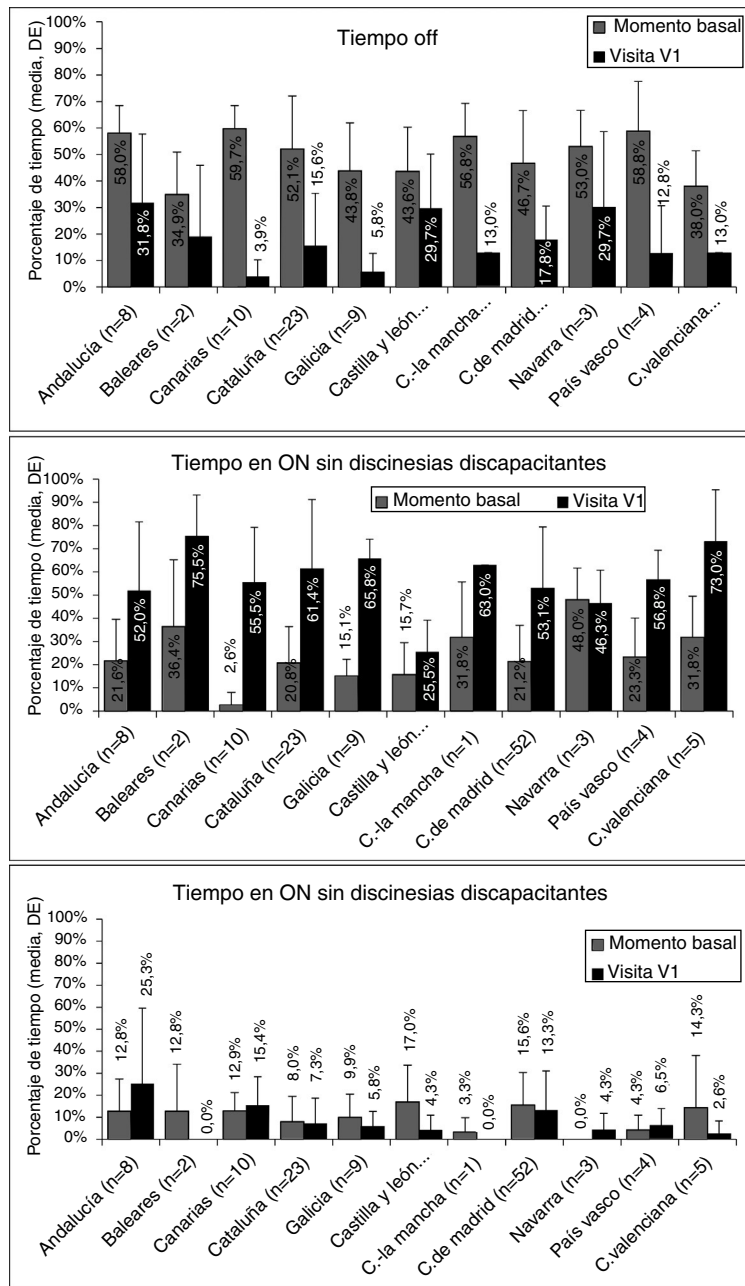 Tiempo off
Momento basal
Visita V1
Porcentaje de tiempo (media, DE)
100%
90%
80%
70%
60%
50%
40%
30%
20%
10%
0%
58,0%
31,8%
34,9%
59,7%
3,9%
52,1%
15,6%
43,8%
5,8%
43,6%
29,7%
56,8%
13,0%
46,7%
17,8%
53,0%
29,7%
58,8%
12,8%
38,0%
13,0%
Andalucía (n=8)
Baleares (n=2)
Canarias (n=10)
Cataluña (n=23)
Galicia (n=9)
Castilla y león...
C.-la mancha...
C.de madrid...
Navarra (n=3)
País vasco (n=4)
C.valenciana...
Tiempo en ON sin discinesias discapacitantes
Momento basal
Visita V1
Porcentaje de tiempo (media, DE)
100%
90%
80%
70%
60%
50%
40%
30%
20%
10%
0%
21,6%
52,0%
36,4%
75,5%
2,6%
55,5%
20,8%
61,4%
15,1%
65,8%
15,7%
25,5%
31,8%
63,0%
21,2%
53,1%
48,0%
46,3%
23,3%
56,8%
31,8%
73,0%
Andalucía (n=8)
Baleares (n=2)
Canarias (n=10)
Cataluña (n=23)
Galicia (n=9)
Castilla y león...
C.-la mancha (n=1)
C.de madrid (n=52)
Navarra (n=3)
País vasco (n=4)
C.valenciana (n=5)
Tiempo en ON sin discinesias discapacitantes
Momento basal
Visita V1
Porcentaje de tiempo (media, DE)
100%
90%
80%
70%
60%
50%
40%
30%
20%
10%
0%
12,8%
25,3%
12,8%
0,0%
12,9%
15,4%
8,0%
7,3%
9,9%
5,8%
17,0%
4,3%
3,3%
0,0%
15,6%
13,3%
0,0%
4,3%
4,3%
6,5%
14,3%
2,6%
Andalucía (n=8)
Baleares (n=2)
Canarias (n=10)
Cataluña (n=23)
Galicia (n=9)
Castilla y león...
C.-la mancha (n=1)
C.de madrid (n=52)
Navarra (n=3)
País vasco (n=4)
C.valenciana (n=5)